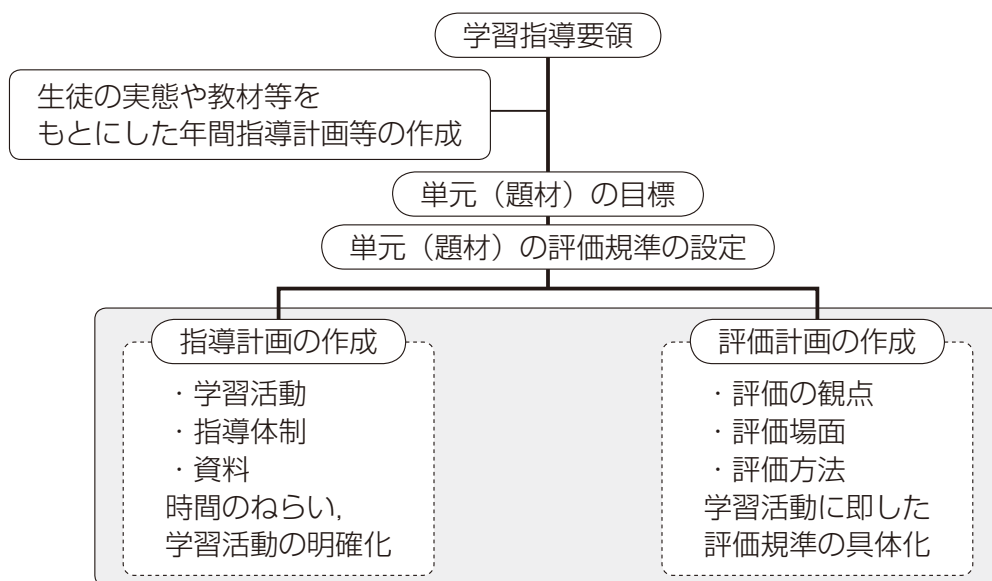 学習指導要領
生徒の実態や教材等を
もとにした年間指導計画等の作成
単元（題材）の目標
単元（題材）の評価規準の設定
指導計画の作成
・学習活動
・指導体制
・資料
時間のねらい，
学習活動の明確化
評価計画の作成
・評価の観点
・評価場面
・評価方法
学習活動に即した
評価規準の具体化